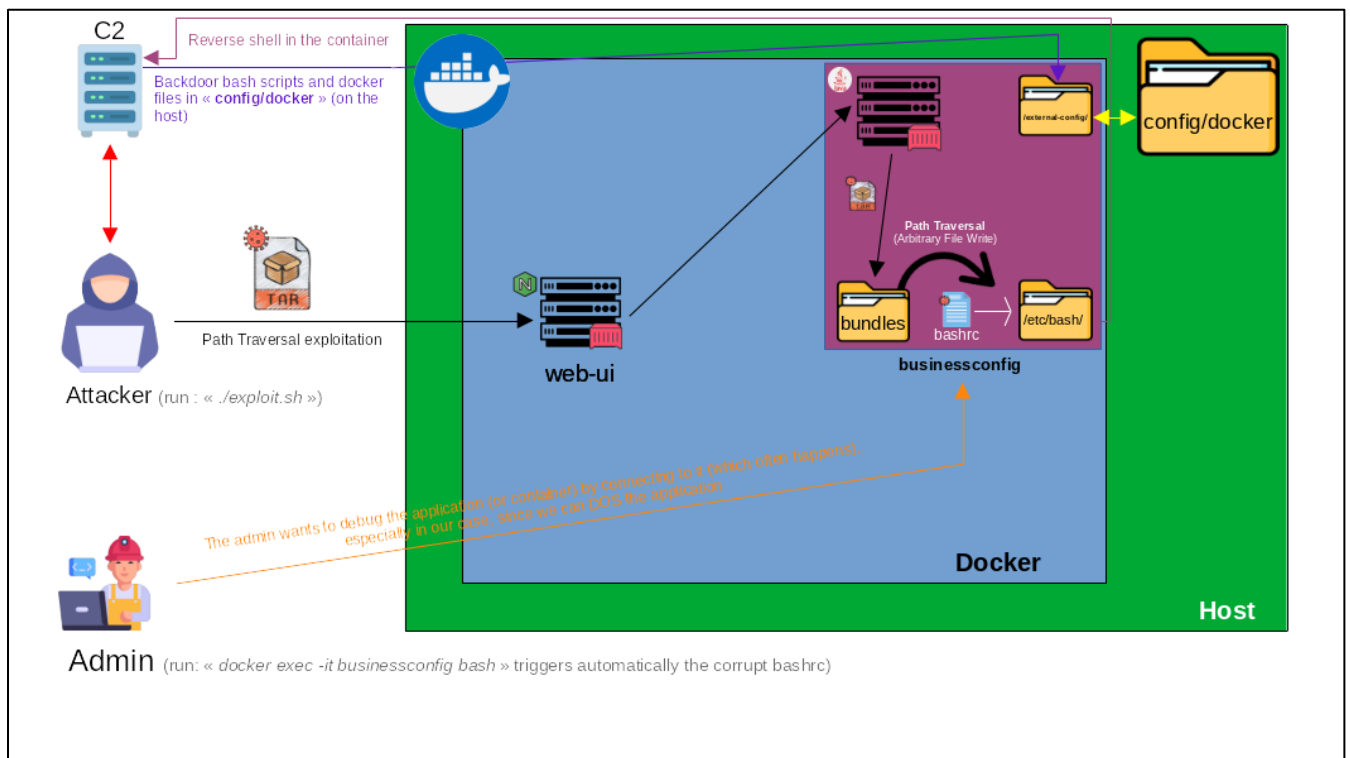 C2
Reverse shell in the container
Backdoor bash scripts and docker
files in « config/docker » (on the
host)
/external-config/
config/docker
TAR
Path Traversal
(Arbitrary File Write)
TAR
Path Traversal exploitation
N
bundles
bashrc
/etc/bash/
web-ui
businessconfig
Attacker (run : « ./exploit.sh »)
The admin wants to debug the application (or container) by connecting to it (which often happens),
especially in our case, since we can DOS the application
Docker
Host
Admin (run: « docker exec -it businessconfig bash » triggers automatically the corrupt bashrc)